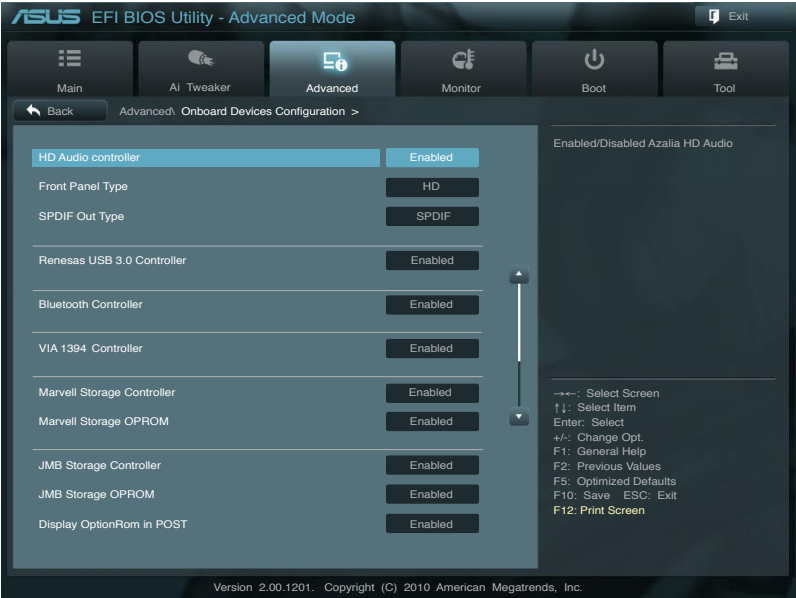 ASUS EFI BIOS Utility - Advanced Mode
Exit
Main
Ai Tweaker
Advanced
Monitor
Boot
Tool
Back
Advanced\ Onboard Devices Configuration >
HD Audio controller Enabled
Front Panel Type HD
SPDIF Out Type SPDIF
Renesas USB 3.0 Controller Enabled
Bluetooth Controller Enabled
VIA 1394 Controller Enabled
Marvell Storage Controller Enabled
Marvell Storage OPROM Enabled
JMB Storage Controller Enabled
JMB Storage OPROM Enabled
Display OptionRom in POST Enabled
Enabled/Disabled Azalia HD Audio
→←: Select Screen
↑↓: Select Item
Enter: Select
+/-: Change Opt.
F1: General Help
F2: Previous Values
F5: Optimized Defaults
F10: Save ESC: Exit
F12: Print Screen
Version 2.00.1201. Copyright (C) 2010 American Megatrends, Inc.